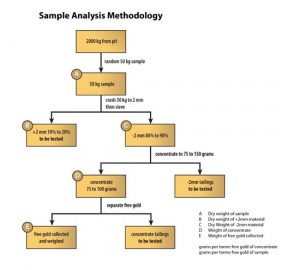 Sample Analysis Methodology
2000 kg from pit
random 50 kg sample
A
50 kg sample
crush 50 kg to 2 mm
then sieve
B
+2 mm 10% to 20%
to be tested
C
-2 mm 80% to 90%
concentrate to 75 to 150 grams
D
concentrate
75 to 100 grams
-2mm tailings
to be tested
separate free gold
E
free gold collected
and weighed
concentrate tailings
to be tested
A Dry weight of sample
B Dry weight of +2mm material
C Dry Weight of -2mm material
D Weight of concentrate
E Weight of free gold collected
grams per tonne free gold of concentrate
grams per tonne free gold of sample